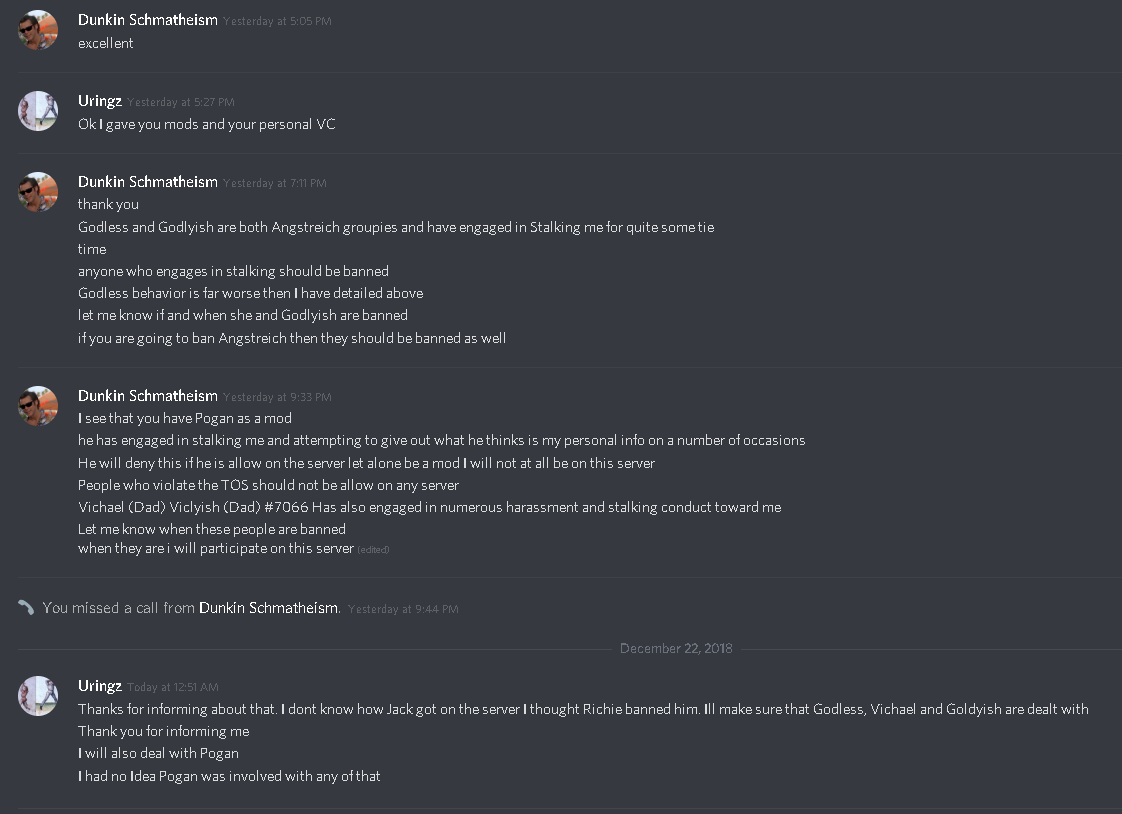 Dunkin Schmatheism Yesterday at 5:05 PM
excellent
Uringz Yesterday at 5:27 PM
Ok I gave you mods and your personal VC
Dunkin Schmatheism Yesterday at 7:11 PM
thank you
Godless and Godlyish are both Angstreich groupies and have engaged in Stalking me for quite some tie
time
anyone who engages in stalking should be banned
Godless behavior is far worse then I have detailed above
let me know if and when she and Godlyish are banned
if you are going to ban Angstreich then they should be banned as well
Dunkin Schmatheism Yesterday at 9:33 PM
I see that you have Pogan as a mod
he has engaged in stalking me and attempting to give out what he thinks is my personal info on a number of occasions
He will deny this if he is allow on the server let alone be a mod I will not at all be on this server
People who violate the TOS should not be allow on any server
Vichael (Dad) Viclyish (Dad) #7066 Has also engaged in numerous harassment and stalking conduct toward me
Let me know when these people are banned
when they are i will participate on this server (edited)
You missed a call from Dunkin Schmatheism. Yesterday at 9:44 PM
December 22, 2018
Uringz Today at 12:51 AM
Thanks for informing about that. I dont know how Jack got on the server I thought Richie banned him. Ill make sure that Godless, Vichael and Goldyish are dealt with
Thank you for informing me
I will also deal with Pogan
I had no Idea Pogan was involved with any of that